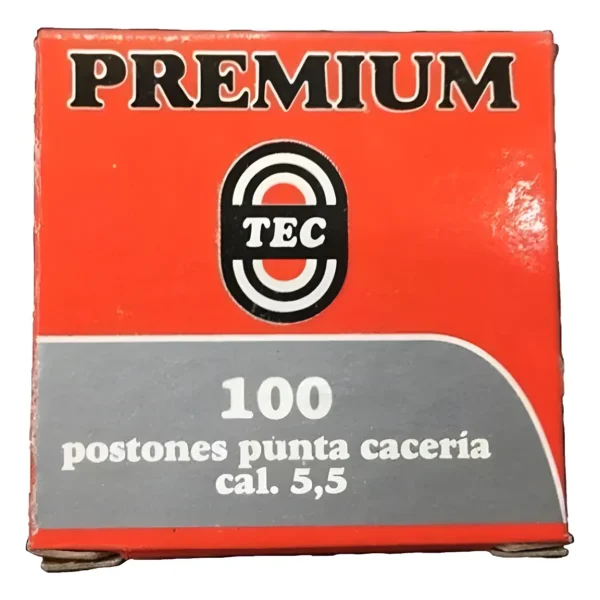 PREMIUM
TEC
100
postones punta cacería
cal. 5,5